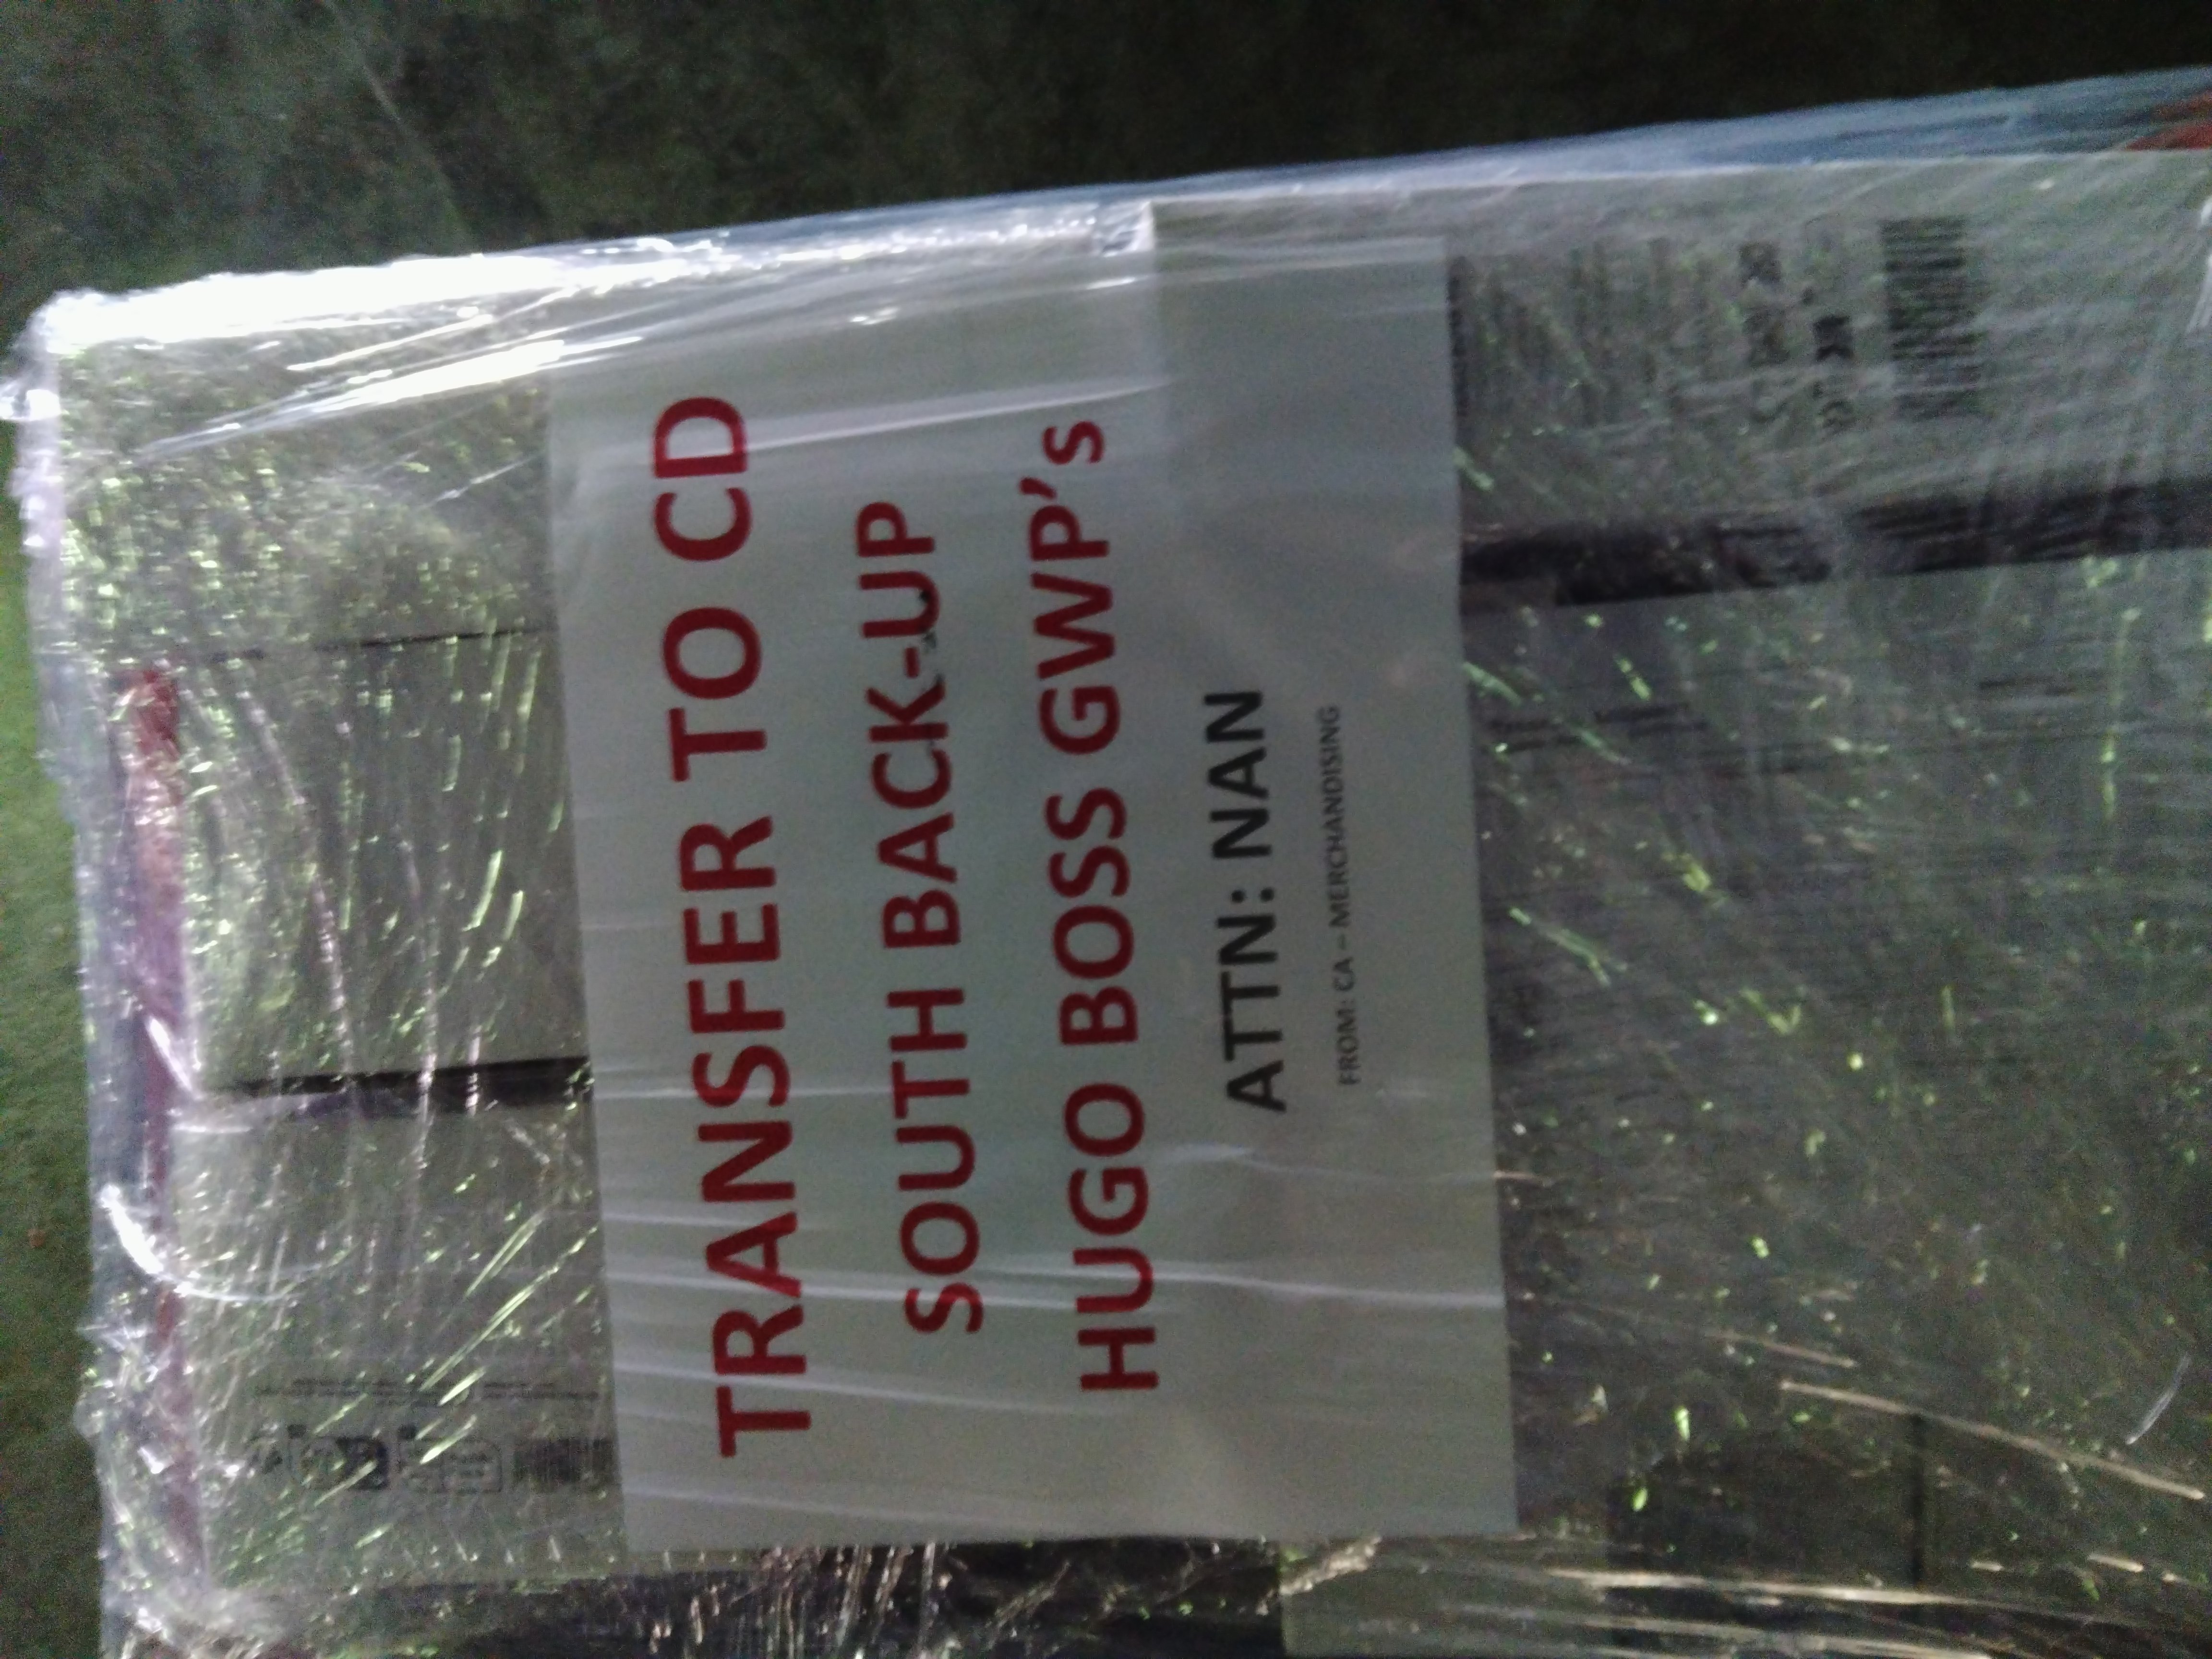 TRANSFER TO CD
SOUTH BACK-UP
HUGO BOSS GWP's
ATTN: NAN
FROM: CA – MERCHANDISING